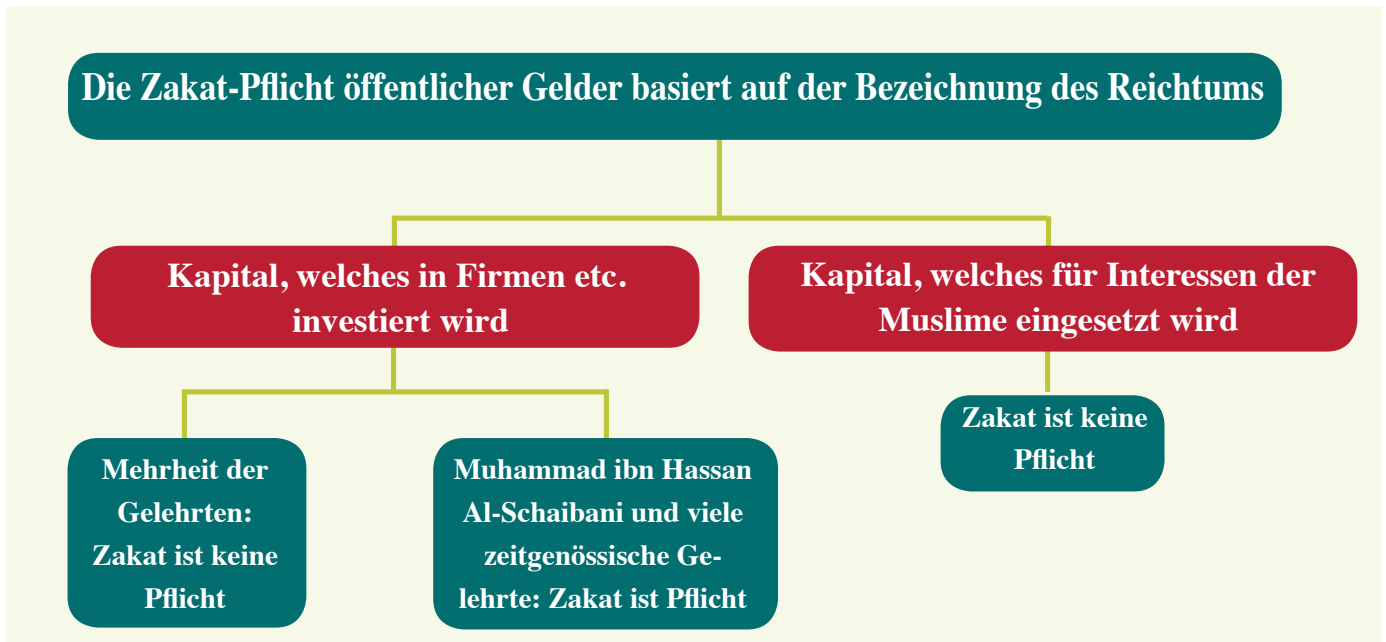 Die Zakat-Pflicht öffentlicher Gelder basiert auf der Bezeichnung des Reichtums
Kapital, welches in Firmen etc.
investiert wird
Kapital, welches für Interessen der
Muslime eingesetzt wird
Mehrheit der
Gelehrten:
Zakat ist keine
Pflicht
Muhammad ibn Hassan
Al-Schaibani und viele
zeitgenössische Ge-
lehrte: Zakat ist Pflicht
Zakat ist keine
Pflicht